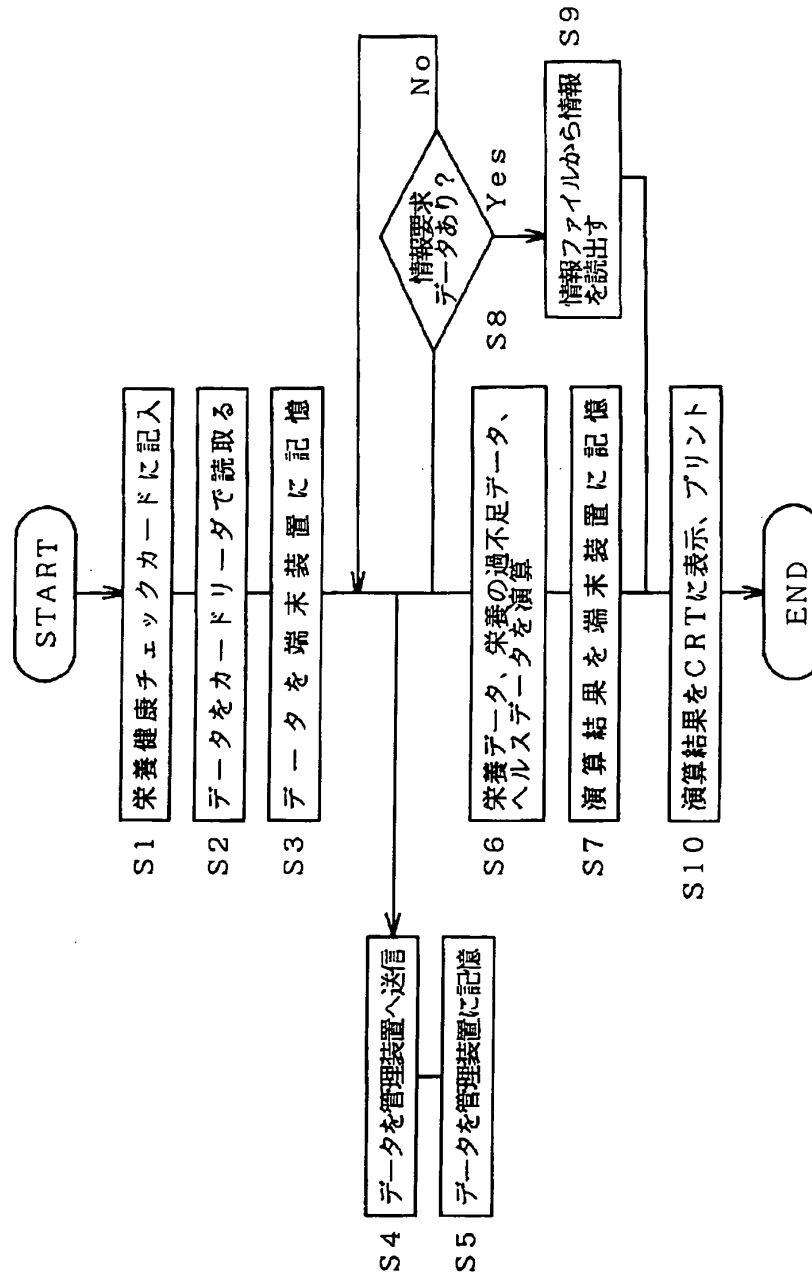 START
S1
栄養健康チェックカードに記入
S2
データをカードリーダで読取る
S3
データを端末装置に記憶
S4
データを管理装置へ送信
S5
データを管理装置に記憶
S6
栄養データ、栄養の過不足データ、
ヘルスデータを演算
S7
演算結果を端末装置に記憶
S8
情報要求
データあり?
No
Yes
S9
情報ファイルから情報
を読出す
S10
演算結果をCRTに表示、プリント
END